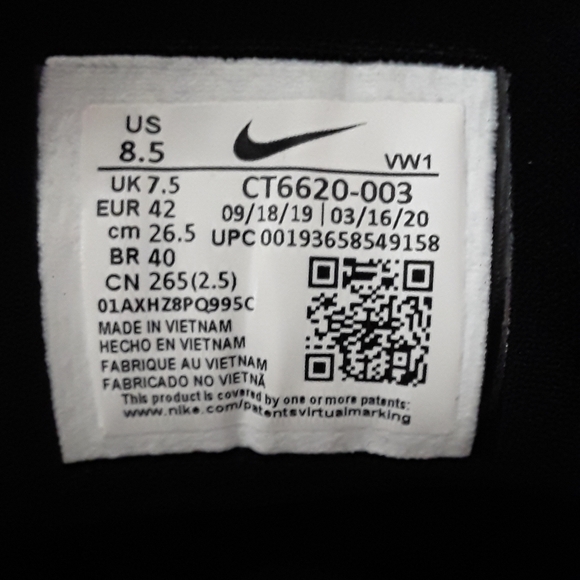 US
8.5
VW1
UK 7.5
EUR 42
cm 26.5
BR 40
CN 265(2.5)
CT6620-003
09/18/19 | 03/16/20
UPC 00193658549158
01AXHZ8PQ995C
MADE IN VIETNAM
HECHO EN VIETNAM
FABRIQUE AU VIETNAM
FABRICADO NO VIETNÃ
This product is covered by one or more patents:
www.nike.com/patentsvirtualmarking